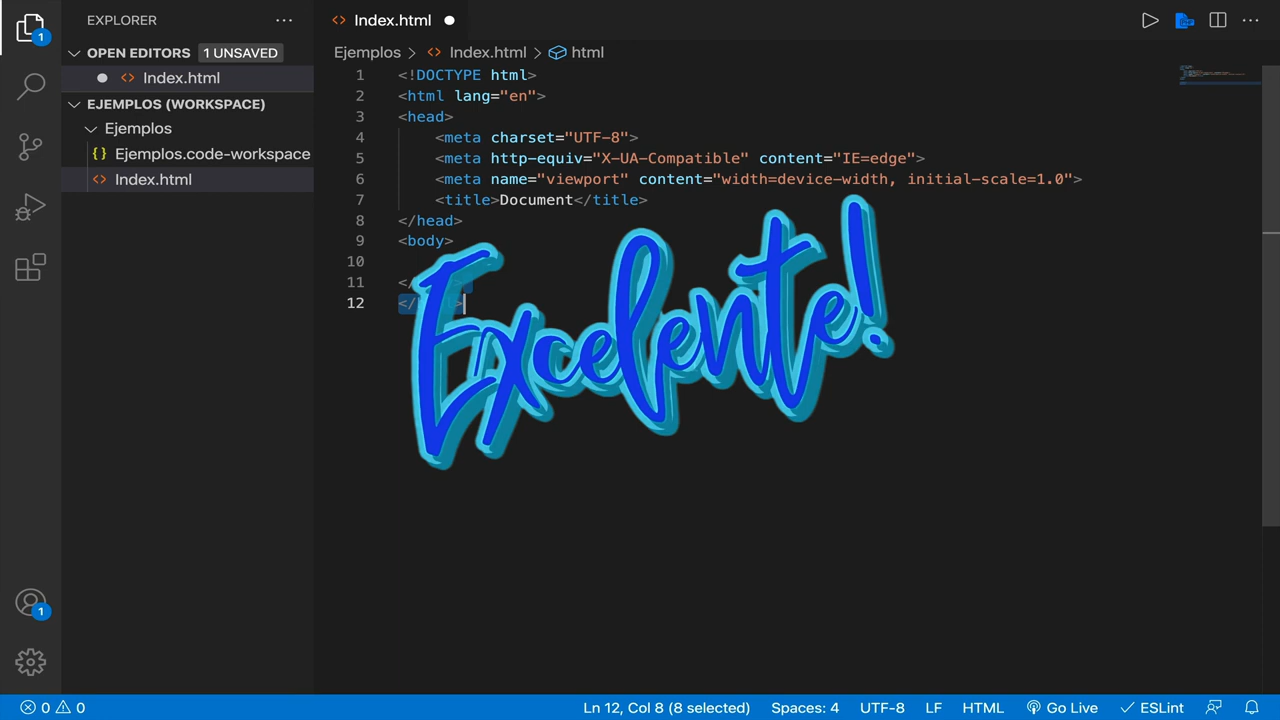 EXPLORER
OPEN EDITORS 1 UNSAVED
Index.html
EJEMPLOS (WORKSPACE)
Ejemplos
{} Ejemplos.code-workspace
<> Index.html
1
1
<> Index.html
Ejemplos > <> Index.html > html
1 <!DOCTYPE html>
2 <html lang="en">
3 <head>
4 <meta charset="UTF-8">
5 <meta http-equiv="X-UA-Compatible" content="IE=edge">
6 <meta name="viewport" content="width=device-width, initial-scale=1.0">
7 <title>Document</title>
8 </head>
9 <body>
10
11 </
12 </ >
Excelente!
0 0 Ln 12, Col 8 (8 selected) Spaces: 4 UTF-8 LF HTML Go Live ESLint